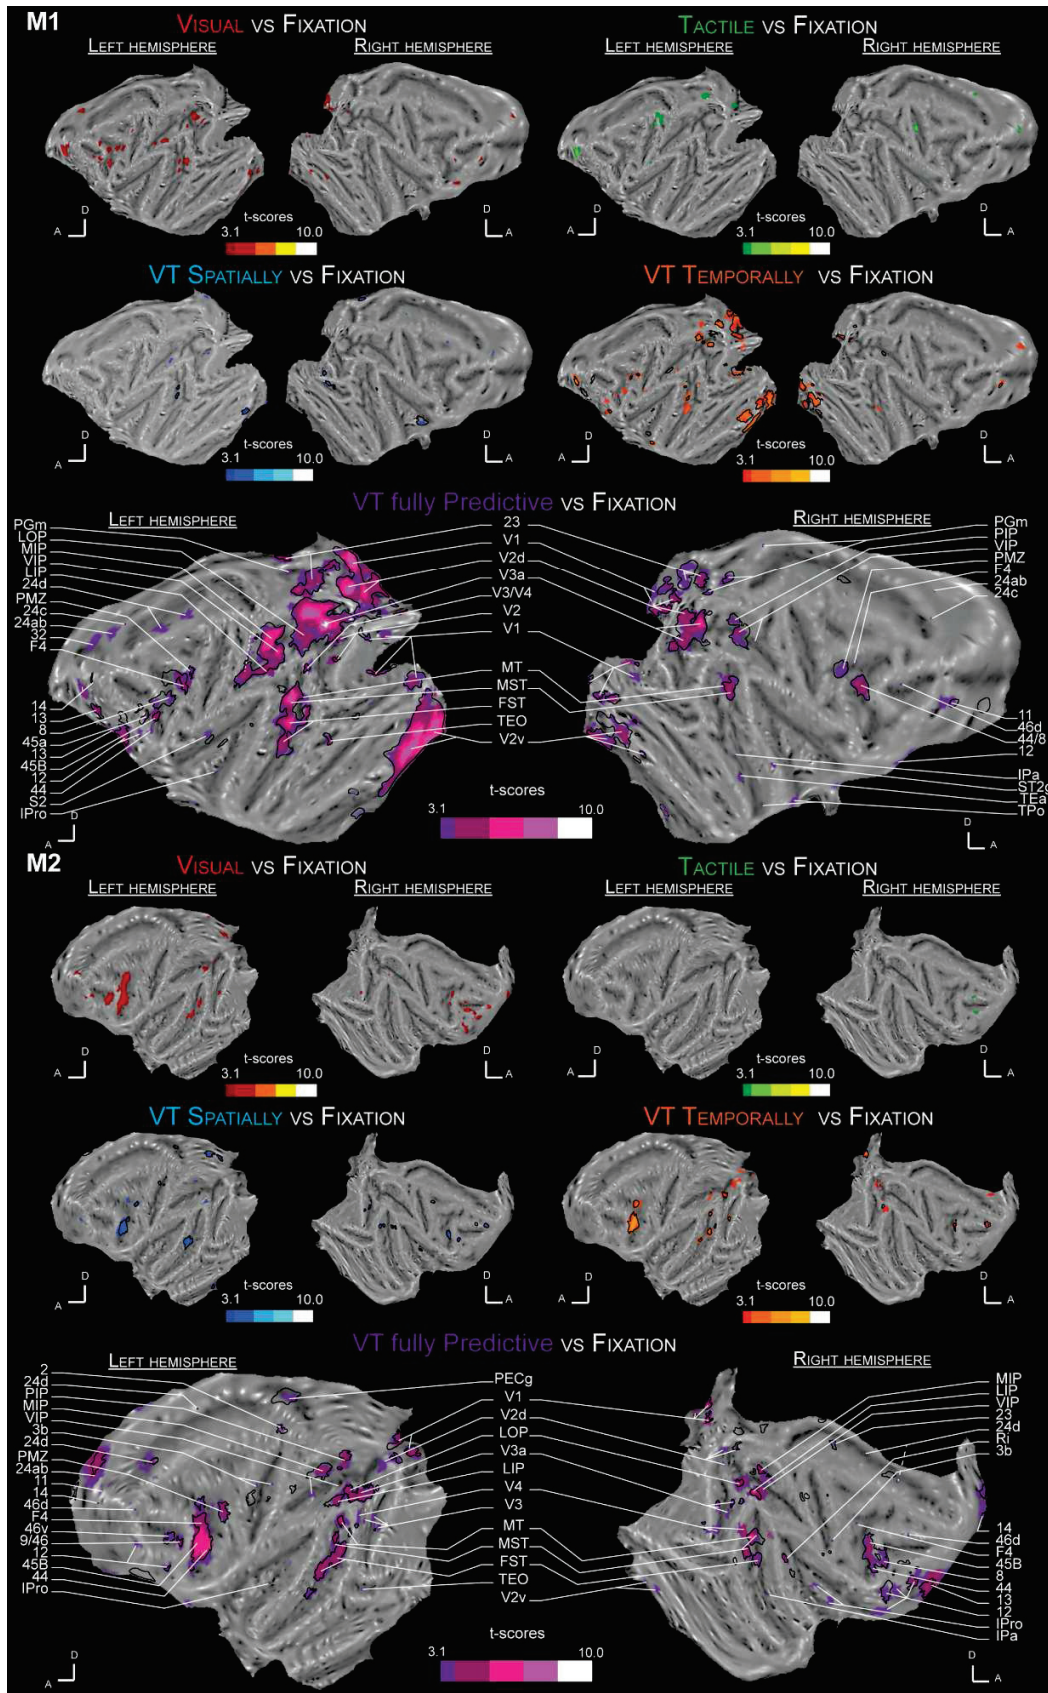 M1
VISUAL VS FIXATION
LEFT HEMISPHERE
RIGHT HEMISPHERE
D
A
D
A
t-scores
3.1
10.0
TACTILE VS FIXATION
LEFT HEMISPHERE
RIGHT HEMISPHERE
D
A
D
A
t-scores
3.1
10.0
VT SPATIALLY VS FIXATION
D
A
D
A
t-scores
3.1
10.0
VT TEMPORALLY VS FIXATION
D
A
D
A
t-scores
3.1
10.0
VT fully Predictive VS FIXATION
LEFT HEMISPHERE
RIGHT HEMISPHERE
PGm
LOP
MIP
VIP
LIP
24d
PMZ
24c
24ab
32
F4
14
13
8
45a
13
45B
12
44
S2
IPro
23
V1
V2d
V3a
V3/V4
V2
V1
MT
MST
FST
TEO
V2v
PGm
PIP
VIP
PMZ
F4
24ab
24c
11
46d
44/8
12
IPa
ST2g
TEa
TPo
t-scores
3.1
10.0
D
A
D
A
M2
VISUAL VS FIXATION
LEFT HEMISPHERE
RIGHT HEMISPHERE
D
A
D
A
t-scores
3.1
10.0
TACTILE VS FIXATION
LEFT HEMISPHERE
RIGHT HEMISPHERE
D
A
D
A
t-scores
3.1
10.0
VT SPATIALLY VS FIXATION
D
A
D
A
t-scores
3.1
10.0
VT TEMPORALLY VS FIXATION
D
A
D
A
t-scores
3.1
10.0
VT fully Predictive VS FIXATION
LEFT HEMISPHERE
RIGHT HEMISPHERE
2
24d
PIP
MIP
VIP
3b
24d
PMZ
24ab
11
14
46d
F4
46v
9/46
12
45B
44
IPro
PECg
V1
V2d
LOP
V3a
LIP
V4
V3
MT
MST
FST
TEO
V2v
MIP
LIP
VIP
23
24d
Ri
3b
14
46d
F4
45B
8
44
13
12
IPro
IPa
t-scores
3.1
10.0
D
A
D
A